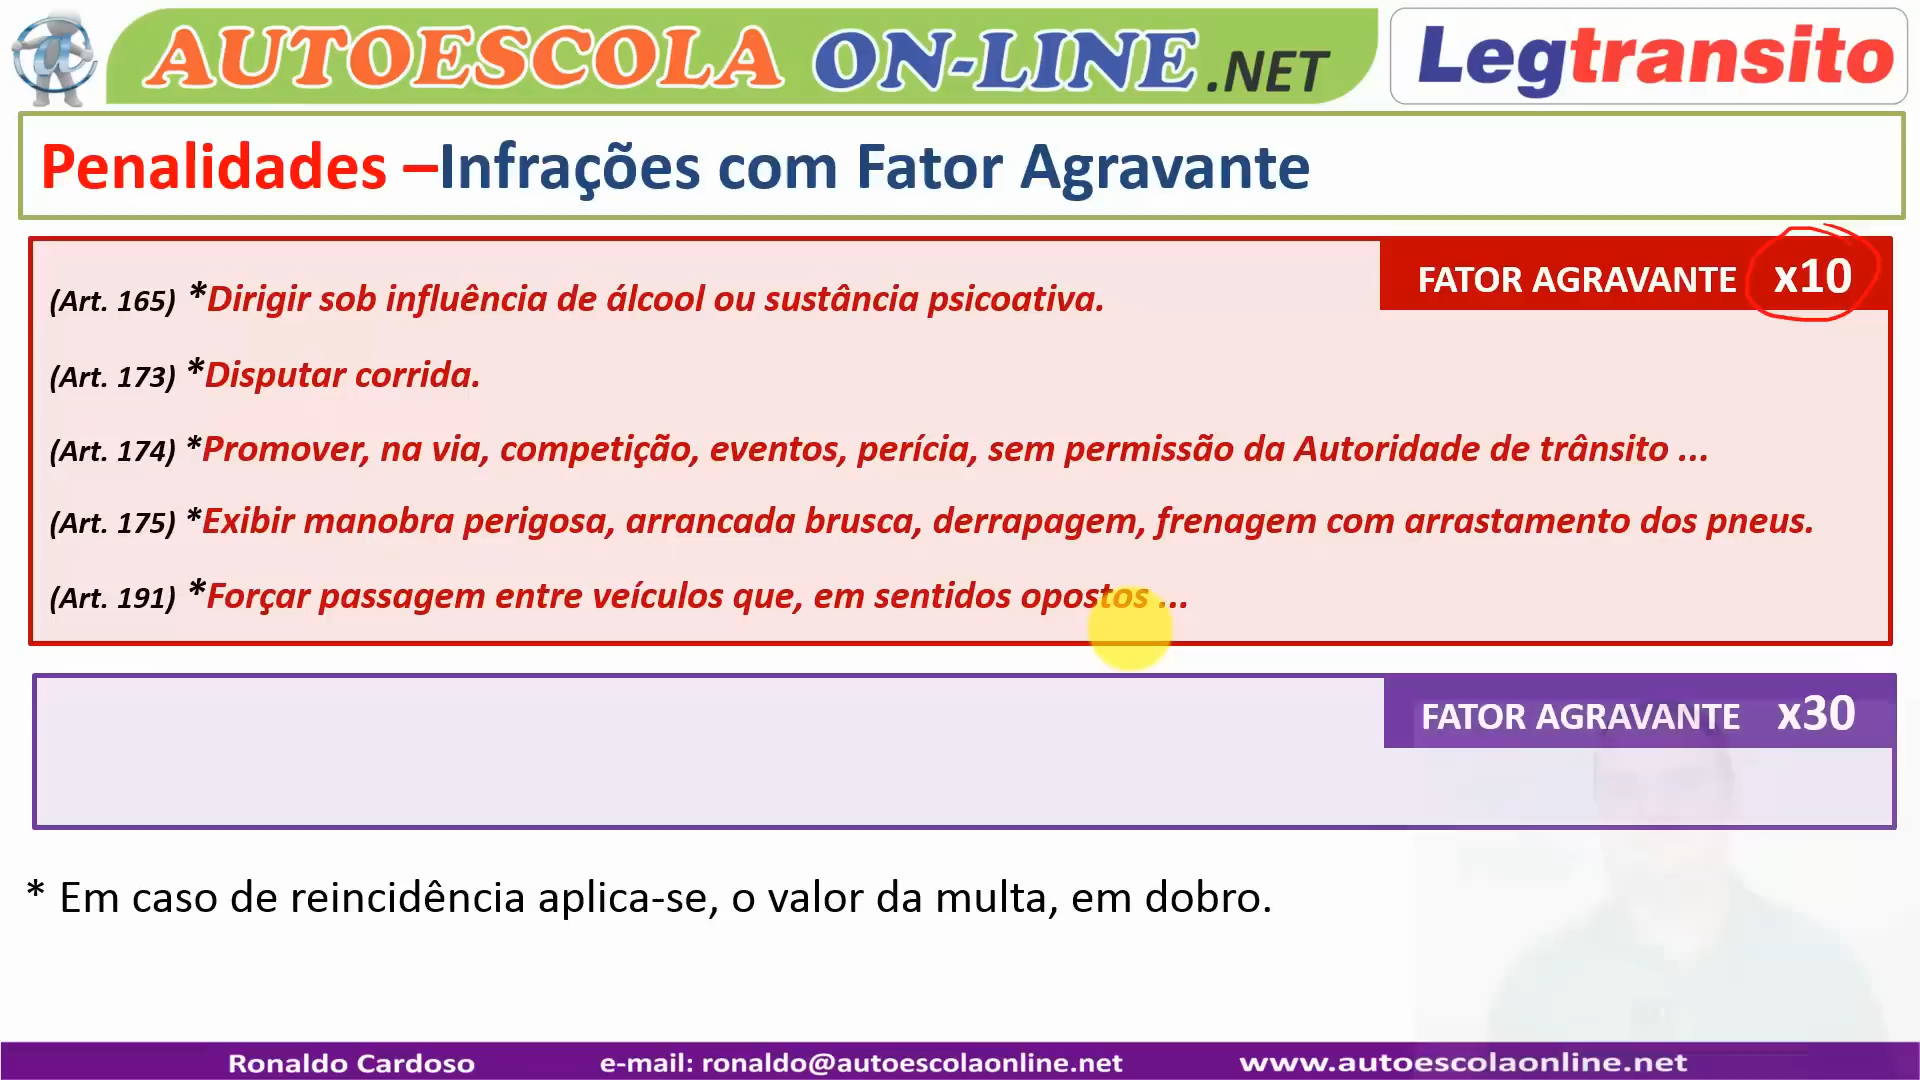 AUTOESCOLA ON-LINE.NET
Legtransito
Penalidades –Infrações com Fator Agravante
FATOR AGRAVANTE x10
(Art. 165) *Dirigir sob influência de álcool ou sustância psicoativa.
(Art. 173) *Disputar corrida.
(Art. 174) *Promover, na via, competição, eventos, perícia, sem permissão da Autoridade de trânsito ...
(Art. 175) *Exibir manobra perigosa, arrancada brusca, derrapagem, frenagem com arrastamento dos pneus.
(Art. 191) *Forçar passagem entre veículos que, em sentidos opostos ...
FATOR AGRAVANTE x30
* Em caso de reincidência aplica-se, o valor da multa, em dobro.
Ronaldo Cardoso e-mail: ronaldo@autoescolaonline.net www.autoescolaonline.net